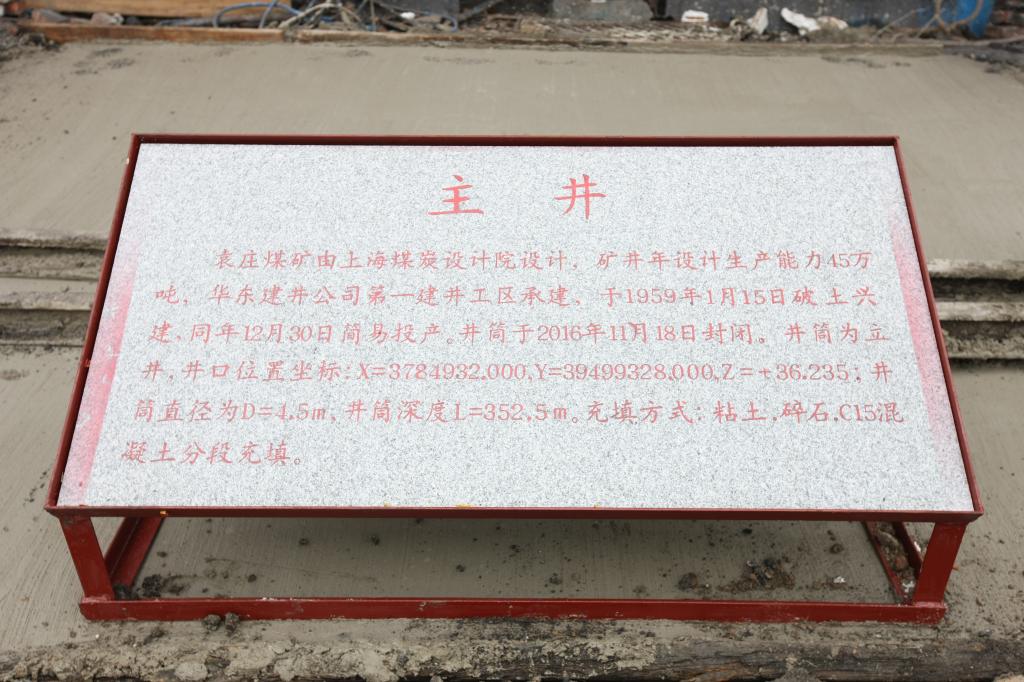 主 井
袁庄煤矿由上海煤炭设计院设计，矿井年设计生产能力45万
吨，华东建井公司第一建井工区承建，于1959年1月15日破土兴
建，同年12月30日简易投产。井筒于2016年11月18日封闭。井筒为立
井，井口位置坐标：X=3784932.000,Y=39499328.000,Z=+36.235；井
筒直径为D=4.5m，井筒深度L=352.5m。充填方式：粘土，碎石，C15混
凝土分段充填。